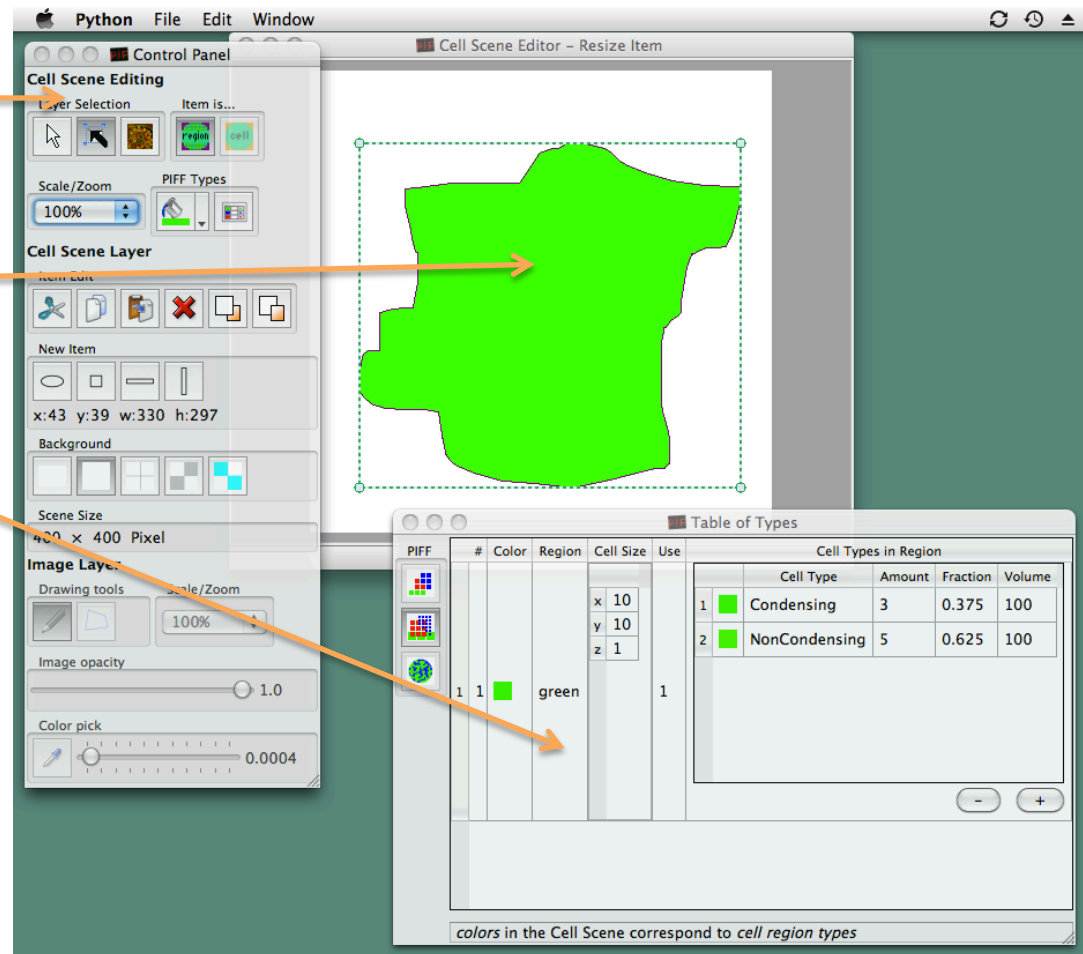 Python File Edit Window
PIF Control Panel
Cell Scene Editing
Layer Selection Item is...
region cell
Scale/Zoom PIFF Types
100%
Cell Scene Layer
Item Edit
New Item
x:43 y:39 w:330 h:297
Background
Scene Size
400 × 400 Pixel
Image Layer
Drawing tools Scale/Zoom
100%
Image opacity
1.0
Color pick
0.0004
PIF Cell Scene Editor – Resize Item
PIF Table of Types
PIFF # Color Region Cell Size Use Cell Types in Region
Cell Type Amount Fraction Volume
x 10
y 10
z 1
1 Condensing 3 0.375 100
2 NonCondensing 5 0.625 100
1 1 green 1
- +
colors in the Cell Scene correspond to cell region types